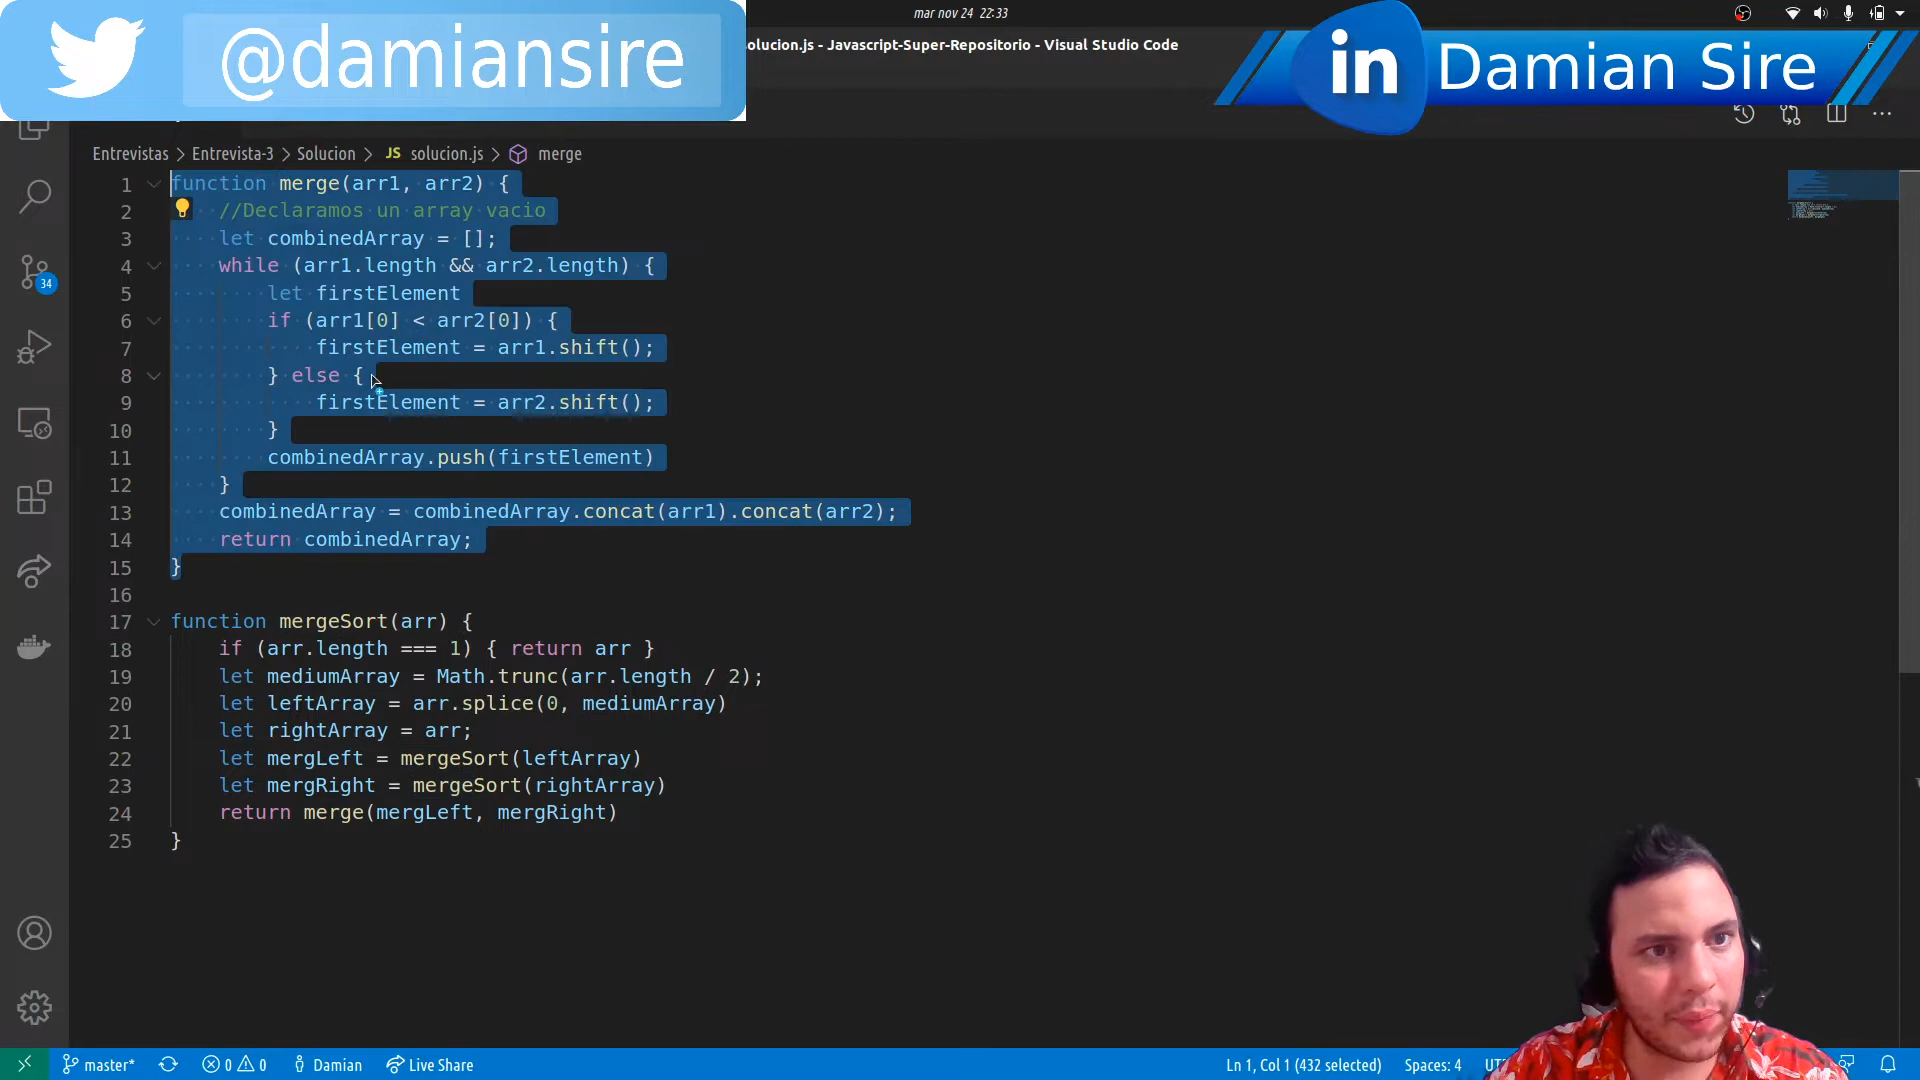 mar nov 24 22:33
@damiansire
olucion.js - Javascript-Super-Repositorio - Visual Studio Code
in Damian Sire
Entrevistas > Entrevista-3 > Solucion > JS solucion.js > merge
1 function merge(arr1, arr2) {
2 //Declaramos un array vacio
3 let combinedArray = [];
4 while (arr1.length && arr2.length) {
5 let firstElement
6 if (arr1[0] < arr2[0]) {
7 firstElement = arr1.shift();
8 } else {
9 firstElement = arr2.shift();
10 }
11 combinedArray.push(firstElement)
12 }
13 combinedArray = combinedArray.concat(arr1).concat(arr2);
14 return combinedArray;
15 }
16
17 function mergeSort(arr) {
18 if (arr.length === 1) { return arr }
19 let mediumArray = Math.trunc(arr.length / 2);
20 let leftArray = arr.splice(0, mediumArray)
21 let rightArray = arr;
22 let mergLeft = mergeSort(leftArray)
23 let mergRight = mergeSort(rightArray)
24 return merge(mergLeft, mergRight)
25 }
34
master* 0 0 Damian Live Share Ln 1, Col 1 (432 selected) Spaces: 4